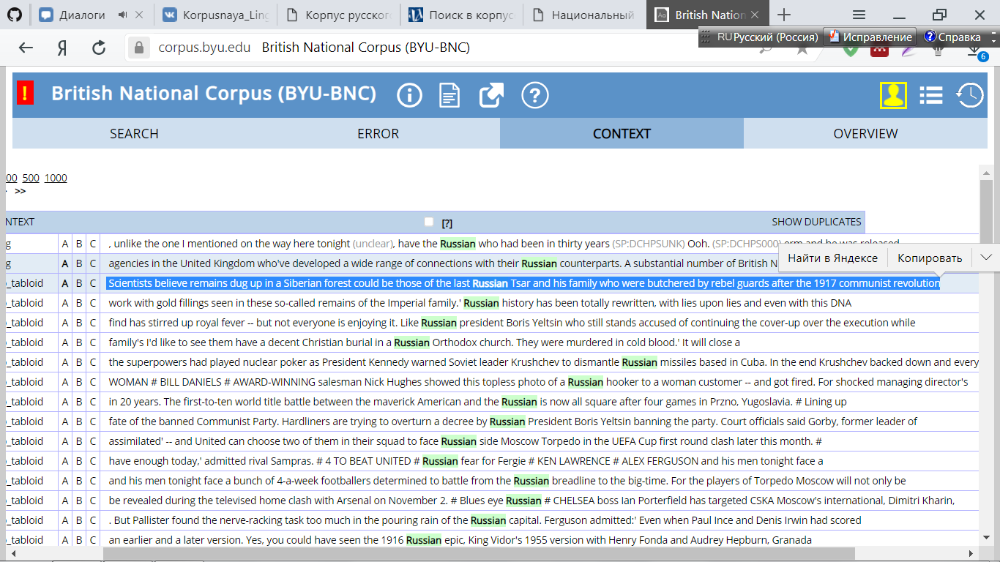 Диалоги
Korpusnaya_Ling
Корпус русског
Поиск в корпус
Национальный
British Nation
RU Русский (Россия) Исправление Справка
Я corpus.byu.edu British National Corpus (BYU-BNC)
6
! British National Corpus (BYU-BNC)
SEARCH ERROR CONTEXT OVERVIEW
00 500 1000
>>
NTEXT [?] SHOW DUPLICATES
g A B C , unlike the one I mentioned on the way here tonight (unclear), have the Russian who had been in thirty years (SP:DCHPSUNK) Ooh. (SP:DCHPS000) erm and he was released
Найти в Яндексе Копировать
g A B C agencies in the United Kingdom who've developed a wide range of connections with their Russian counterparts. A substantial number of British N
o_tabloid A B C Scientists believe remains dug up in a Siberian forest could be those of the last Russian Tsar and his family who were butchered by rebel guards after the 1917 communist revolution
o_tabloid A B C work with gold fillings seen in these so-called remains of the Imperial family.' Russian history has been totally rewritten, with lies upon lies and even with this DNA
o_tabloid A B C find has stirred up royal fever -- but not everyone is enjoying it. Like Russian president Boris Yeltsin who still stands accused of continuing the cover-up over the execution while
o_tabloid A B C family's I'd like to see them have a decent Christian burial in a Russian Orthodox church. They were murdered in cold blood.' It will close a
o_tabloid A B C the superpowers had played nuclear poker as President Kennedy warned Soviet leader Krushchev to dismantle Russian missiles based in Cuba. In the end Krushchev backed down and every
o_tabloid A B C WOMAN # BILL DANIELS # AWARD-WINNING salesman Nick Hughes showed this topless photo of a Russian hooker to a woman customer -- and got fired. For shocked managing director's
o_tabloid A B C in 20 years. The first-to-ten world title battle between the maverick American and the Russian is now all square after four games in Przno, Yugoslavia. # Lining up
o_tabloid A B C fate of the banned Communist Party. Hardliners are trying to overturn a decree by Russian President Boris Yeltsin banning the party. Court officials said Gorby, former leader of
o_tabloid A B C assimilated' -- and United can choose two of them in their squad to face Russian side Moscow Torpedo in the UEFA Cup first round clash later this month. #
o_tabloid A B C have enough today,' admitted rival Sampras. # 4 TO BEAT UNITED # Russian fear for Fergie # KEN LAWRENCE # ALEX FERGUSON and his men tonight face a
o_tabloid A B C and his men tonight face a bunch of 4-a-week footballers determined to battle from the Russian breadline to the big-time. For the players of Torpedo Moscow will not only be
o_tabloid A B C be revealed during the televised home clash with Arsenal on November 2. # Blues eye Russian # CHELSEA boss Ian Porterfield has targeted CSKA Moscow's international, Dimitri Kharin,
o_tabloid A B C . But Pallister found the nerve-racking task too much in the pouring rain of the Russian capital. Ferguson admitted:' Even when Paul Ince and Denis Irwin had scored
o_tabloid A B C an earlier and a later version. Yes, you could have seen the 1916 Russian epic, King Vidor's 1955 version with Henry Fonda and Audrey Hepburn, Granada